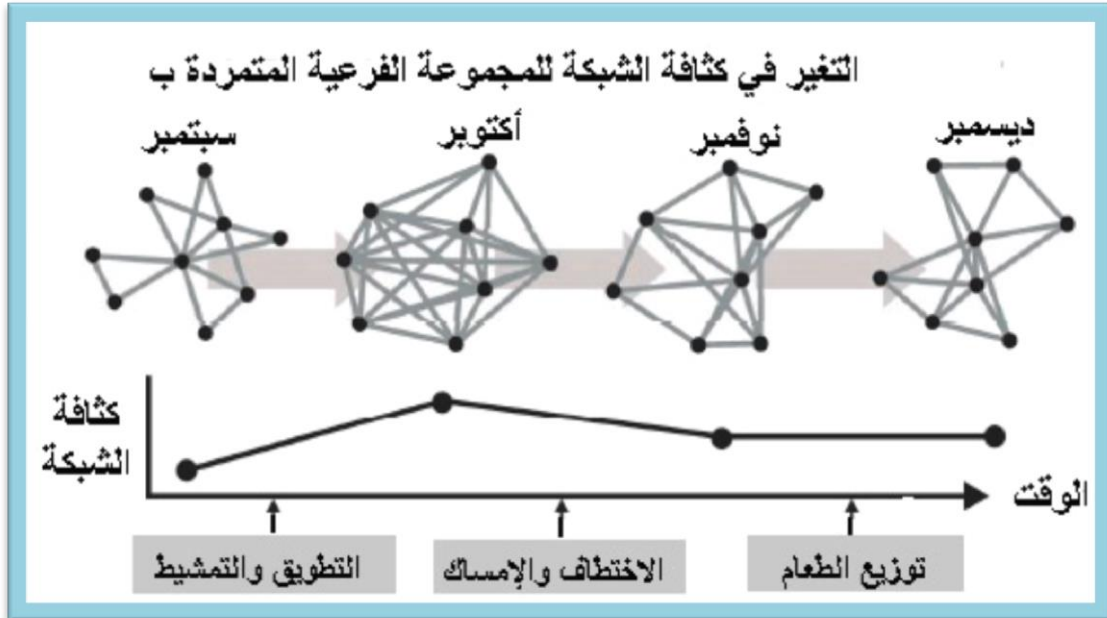 التغير في كثافة الشبكة للمجموعة الفرعية المتمردة ب
سبتمبر
أكتوبر
نوفمبر
ديسمبر
كثافة
الشبكة
الوقت
التطويق والتمشيط
الاختطاف والإمساك
توزيع الطعام